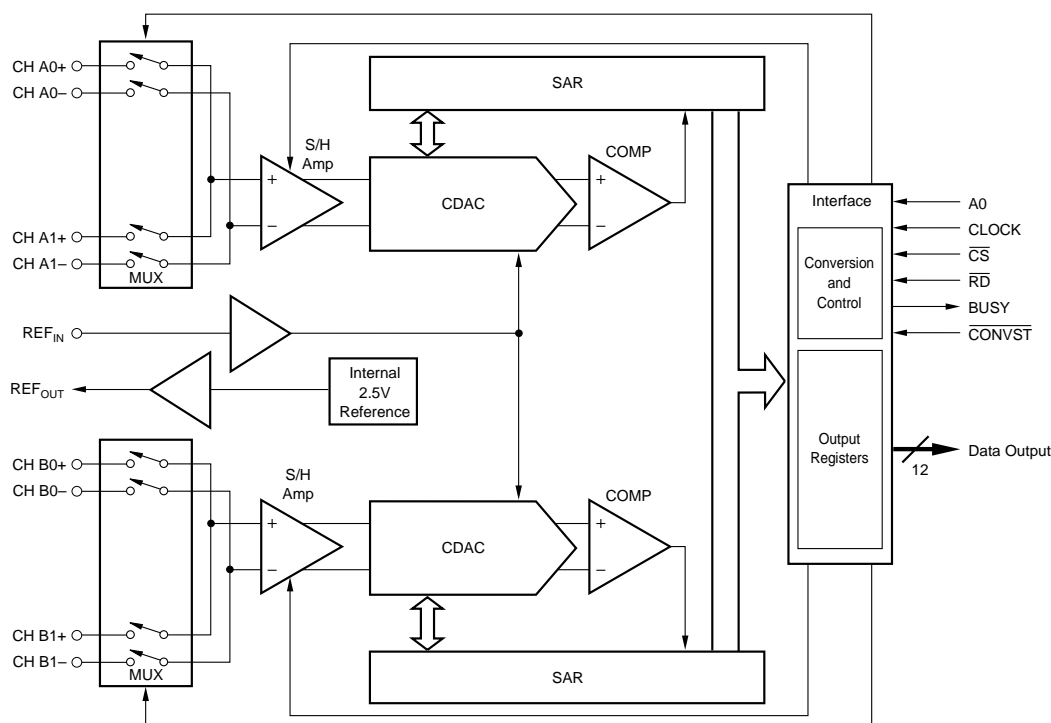 CH A0+
CH A0–
CH A1+
CH A1–
MUX
S/H
Amp
+
–
SAR
CDAC
COMP
+
–
REFIN
REFOUT
Internal
2.5V
Reference
CH B0+
CH B0–
CH B1+
CH B1–
MUX
S/H
Amp
+
–
CDAC
COMP
+
–
SAR
Interface
Conversion
and
Control
Output
Registers
A0
CLOCK
CS
RD
BUSY
CONVST
Data Output
12